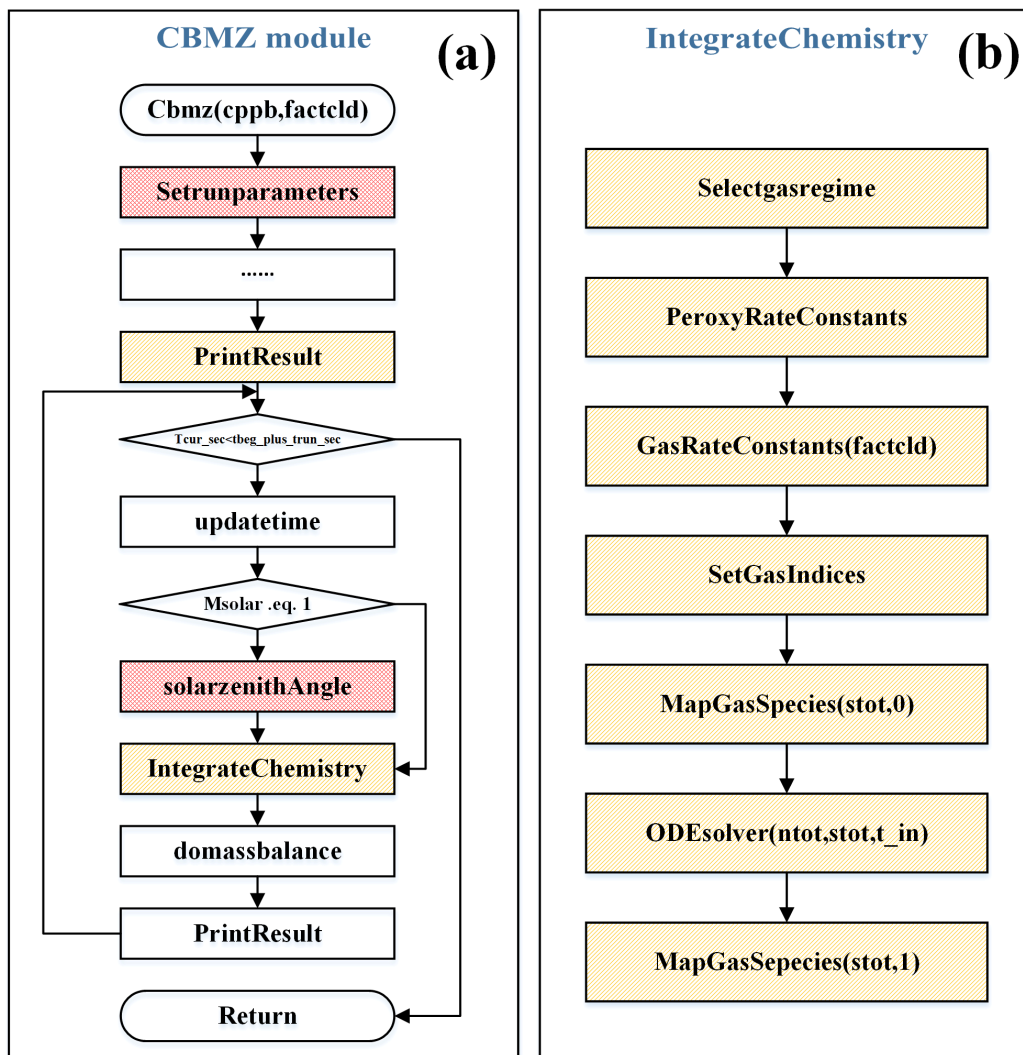 CBMZ module
(a)
Cbmz(cppb,factcld)
Setrunparameters
······
PrintResult
Tcur_sec<tbeg_plus_trun_sec
updatetime
Msolar .eq. 1
solarzenithAngle
IntegrateChemistry
domassbalance
PrintResult
Return
IntegrateChemistry
(b)
Selectgasregime
PeroxyRateConstants
GasRateConstants(factcld)
SetGasIndices
MapGasSpecies(stot,0)
ODEsolver(ntot,stot,t_in)
MapGasSepecies(stot,1)